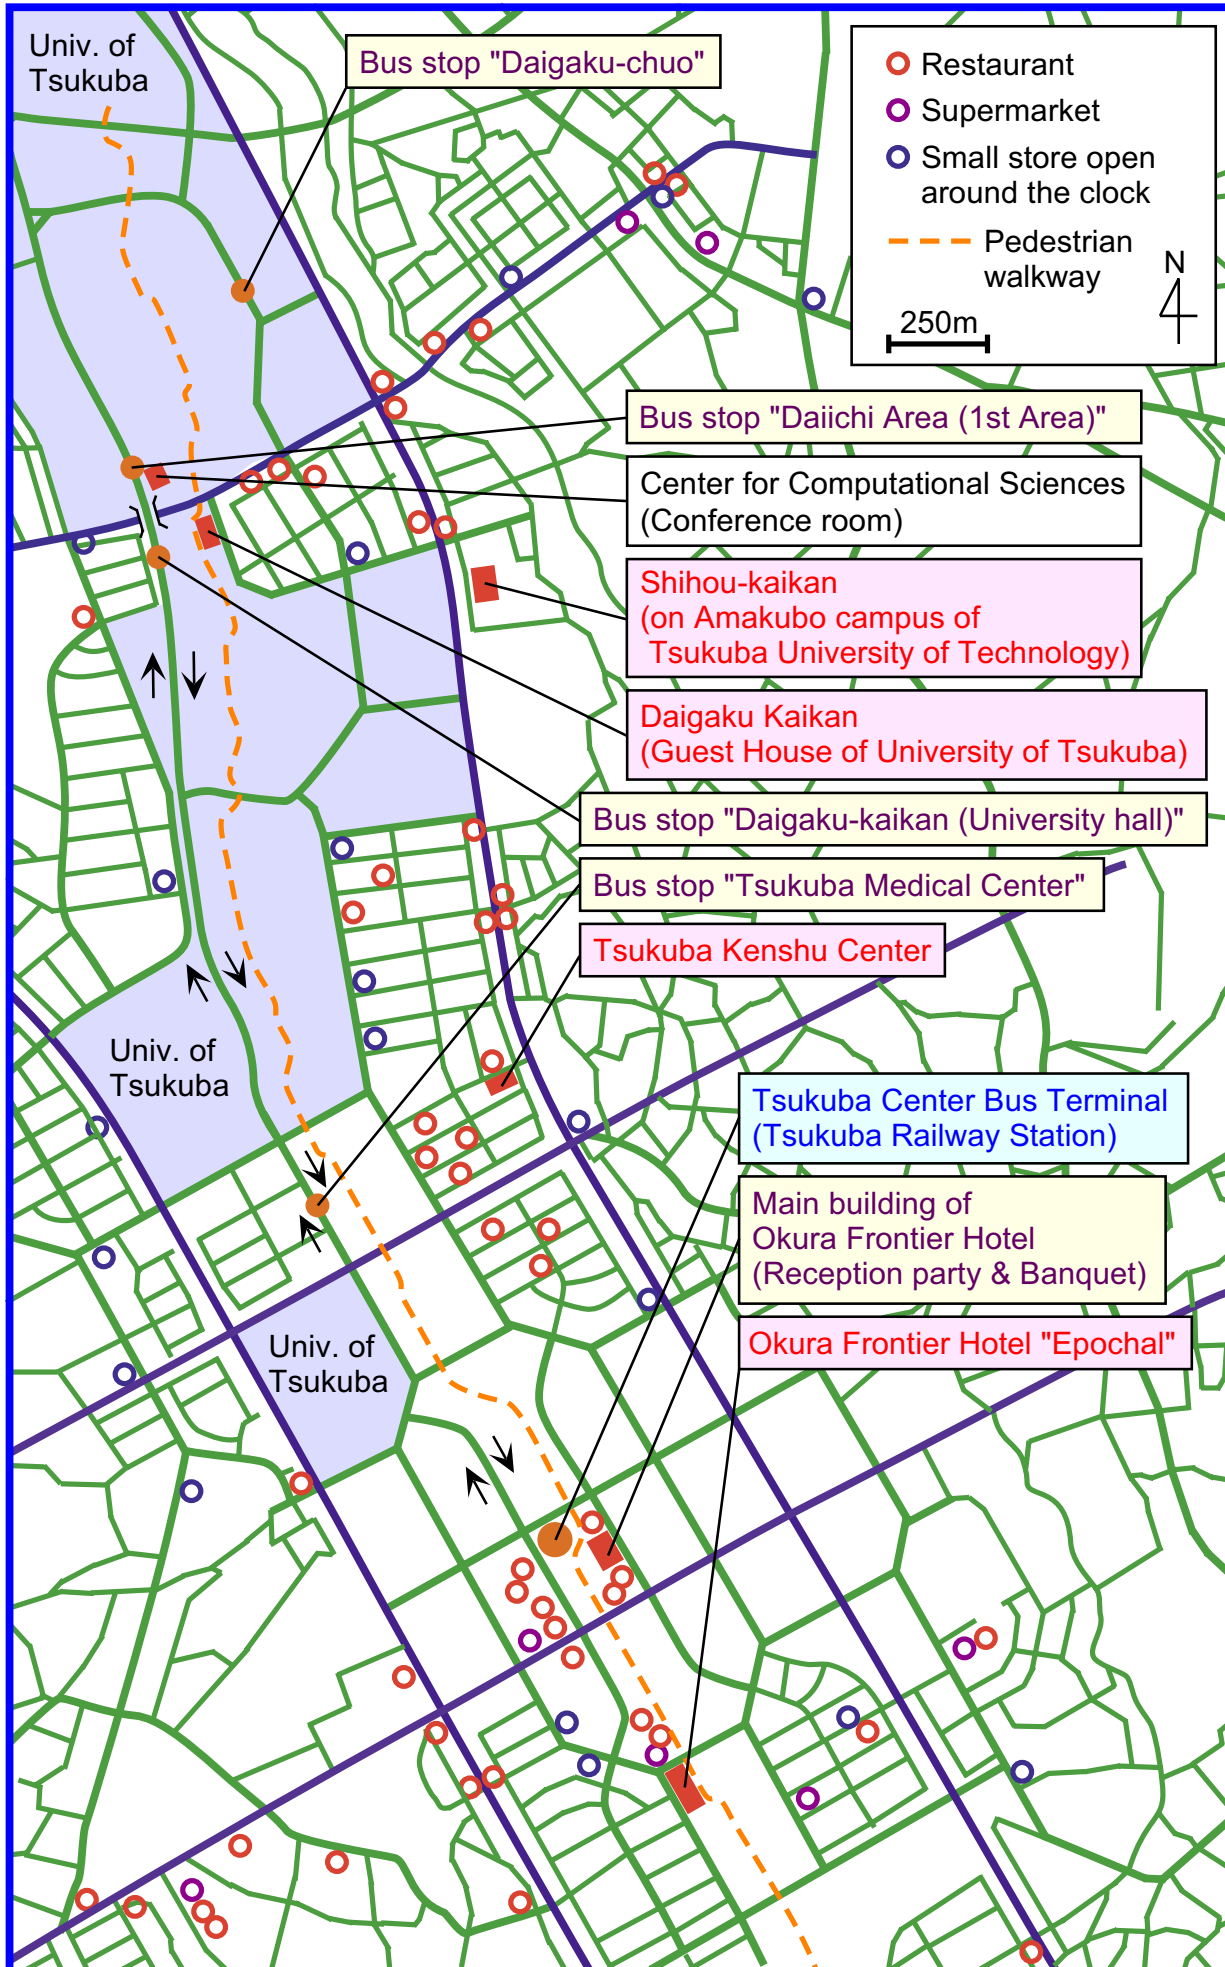 Univ. of
Tsukuba
Bus stop "Daigaku-chuo"
Restaurant
Supermarket
Small store open
around the clock
Pedestrian
walkway
N
250m
Bus stop "Daiichi Area (1st Area)"
Center for Computational Sciences
(Conference room)
Shihou-kaikan
(on Amakubo campus of
Tsukuba University of Technology)
Daigaku Kaikan
(Guest House of University of Tsukuba)
Bus stop "Daigaku-kaikan (University hall)"
Bus stop "Tsukuba Medical Center"
Tsukuba Kenshu Center
Univ. of
Tsukuba
Tsukuba Center Bus Terminal
(Tsukuba Railway Station)
Main building of
Okura Frontier Hotel
(Reception party & Banquet)
Okura Frontier Hotel "Epochal"
Univ. of
Tsukuba